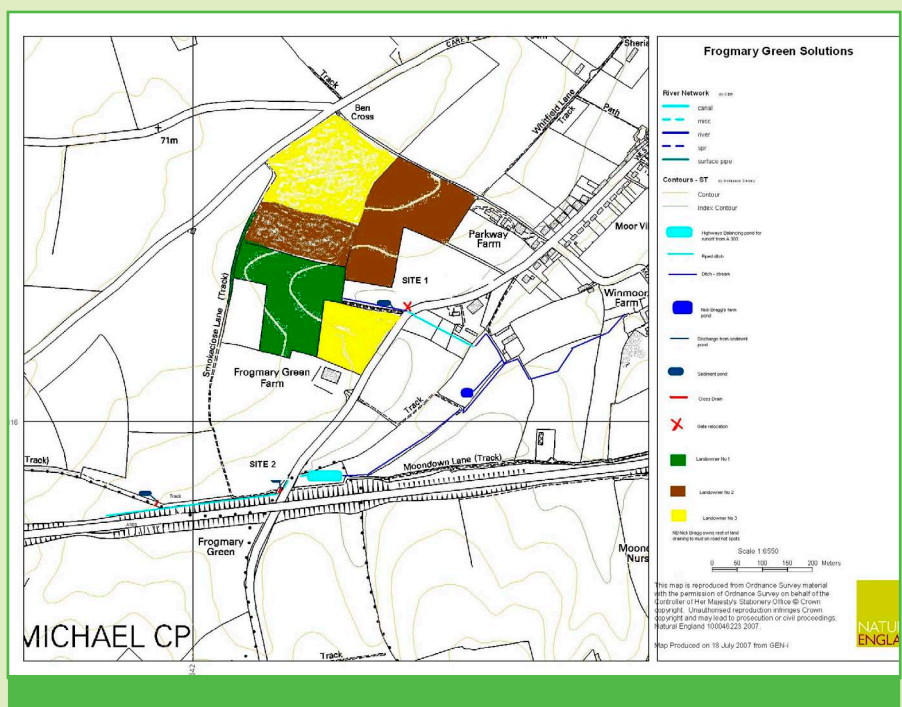 CAREY
Sheria
Track
Ben
Cross
Whitfield Lane
Track
Path
71m
Parkway
Farm
Moor Vi
SITE 1
Winmoor
Farm
Smokeclose Lane (Track)
Frogmary Green
Farm
Track
16
SITE 2
Moondown Lane (Track)
Track)
Track
Frogmary
Green
Moond
Nurs
MICHAEL CP
Track
342
Frogmary Green Solutions
River Network
canal
misc
river
spr
surface pipe
Contours - ST
Contour
Index Contour
Highways Balancing pond for
runoff from A 303
Piped ditch
Ditch - stream
Nick Bragg's farm
pond
Discharge from sediment
pond
Sediment pond
Cross Drain
Gate relocation
Landowner No 1
Landowner No 2
Landowner No 3
NB Nick Bragg owns rest of land
draining to mud on road hot spots
Scale 1:6550
0 50 100 150 200 Meters
This map is reproduced from Ordnance Survey material
with the permission of Ordnance Survey on behalf of the
Controller of Her Majesty's Stationery Office © Crown
copyright. Unauthorised reproduction infringes Crown
copyright and may lead to prosecution or civil proceedings.
Natural England 100046223 2007.
Map Produced on 18 July 2007 from GEN-i
NATU
ENGLA